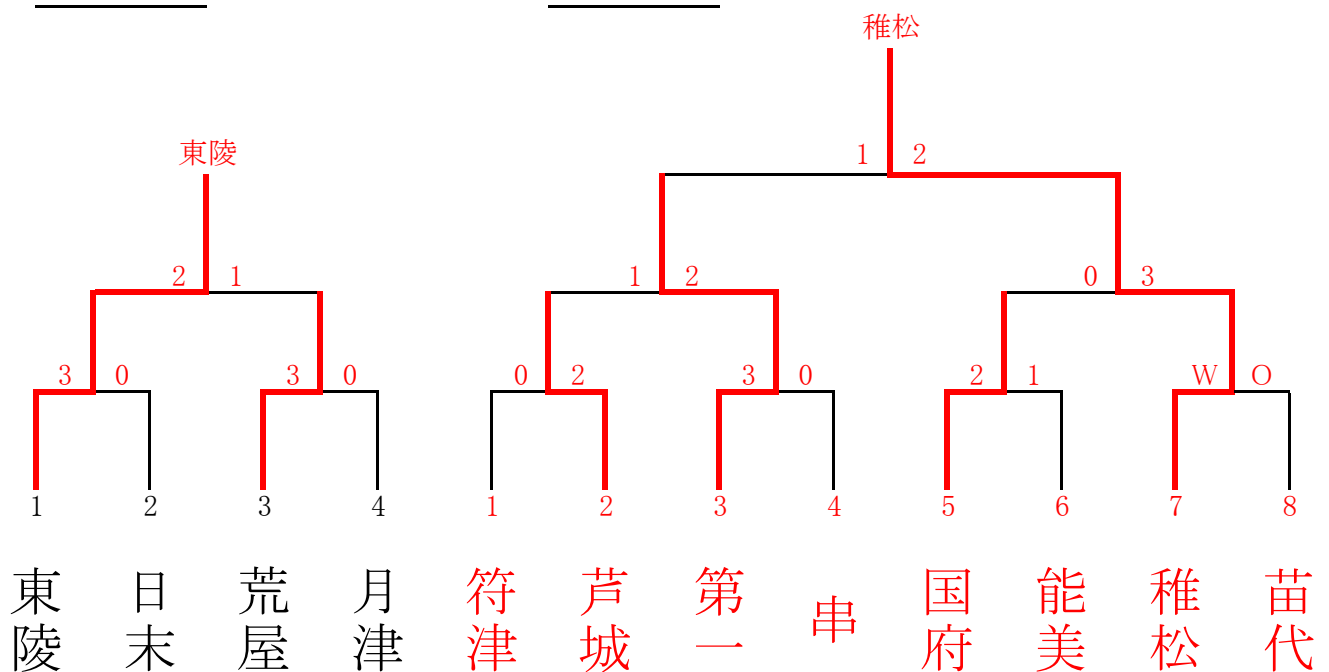 稚松
1 2
東陵
2 1 1 2 0 3
3 0 3 0 0 2 3 0 2 1 W O
1 2 3 4 1 2 3 4 5 6 7 8
東陵 日末 荒屋 月津 符津 芦城 第一 串 国府 能美 稚松 苗代